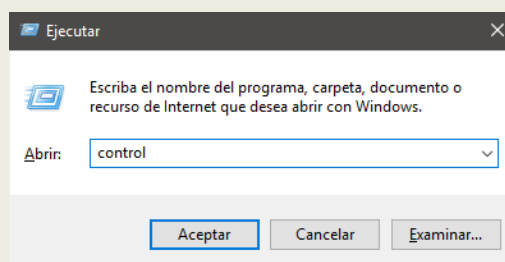 Ejecutar
Escriba el nombre del programa, carpeta, documento o
recurso de Internet que desea abrir con Windows.
Abrir:
control
Aceptar
Cancelar
Examinar...